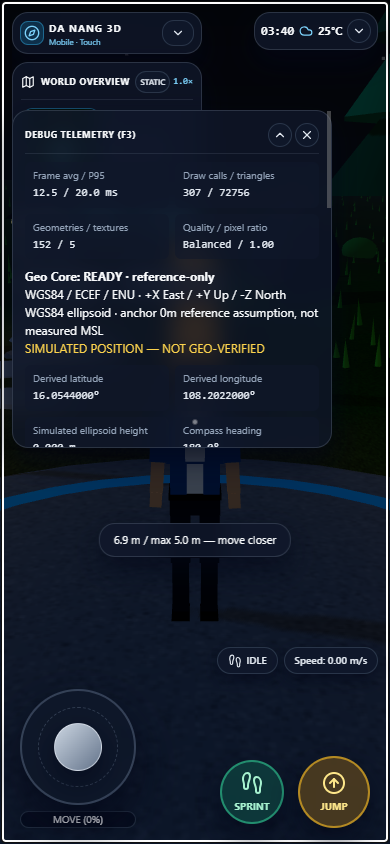 DA NANG 3D
Mobile · Touch
03:40 25°C
WORLD OVERVIEW STATIC 1.0×
DEBUG TELEMETRY (F3)
Frame avg / P95
12.5 / 20.0 ms
Draw calls / triangles
307 / 72756
Geometries / textures
152 / 5
Quality / pixel ratio
Balanced / 1.00
Geo Core: READY · reference-only
WGS84 / ECEF / ENU · +X East / +Y Up / -Z North
WGS84 ellipsoid · anchor 0m reference assumption, not
measured MSL
SIMULATED POSITION — NOT GEO-VERIFIED
Derived latitude
16.0544000°
Derived longitude
108.2022000°
Simulated ellipsoid height
Compass heading
6.9 m / max 5.0 m — move closer
IDLE
Speed: 0.00 m/s
MOVE (0%)
SPRINT
JUMP